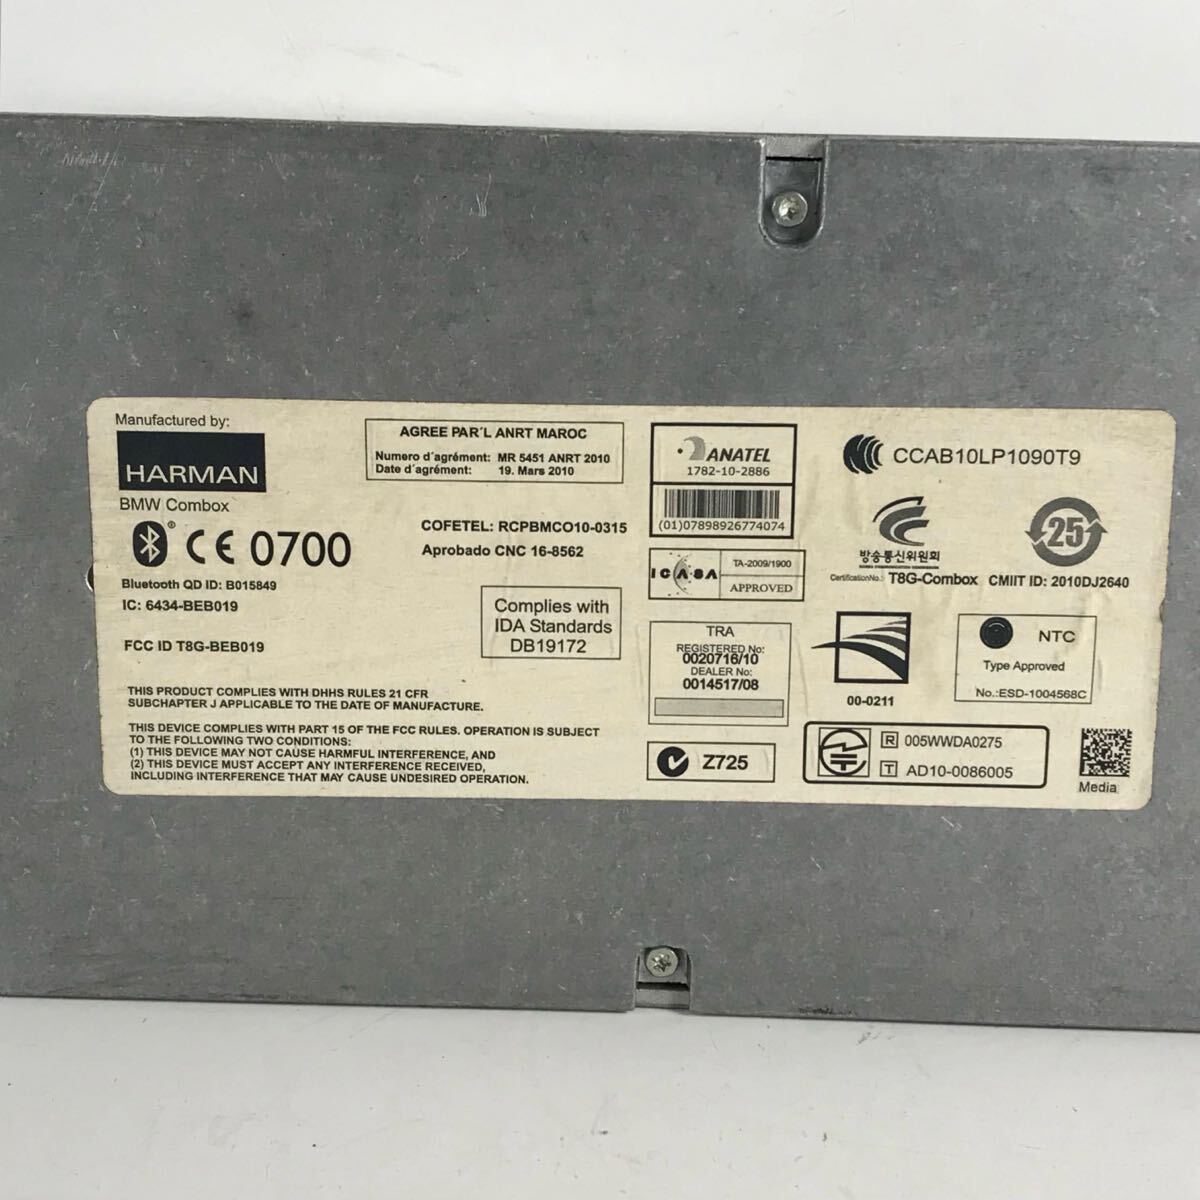 Manufactured by:
HARMAN
BMW Combox
® CE 0700
Bluetooth QD ID: B015849
IC: 6434-BEB019
FCC ID T8G-BEB019
THIS PRODUCT COMPLIES WITH DHHS RULES 21 CFR
SUBCHAPTER J APPLICABLE TO THE DATE OF MANUFACTURE.
THIS DEVICE COMPLIES WITH PART 15 OF THE FCC RULES. OPERATION IS SUBJECT
TO THE FOLLOWING TWO CONDITIONS:
(1) THIS DEVICE MAY NOT CAUSE HARMFUL INTERFERENCE, AND
(2) THIS DEVICE MUST ACCEPT ANY INTERFERENCE RECEIVED,
INCLUDING INTERFERENCE THAT MAY CAUSE UNDESIRED OPERATION.
AGREE PAR´L ANRT MAROC
Numero d´agrément: MR 5451 ANRT 2010
Date d´agrément: 19. Mars 2010
COFETEL: RCPBMCO10-0315
Aprobado CNC 16-8562
Complies with
IDA Standards
DB19172
ANATEL
1782-10-2886
(01)07898926774074
ICASA
TA-2009/1900
APPROVED
TRA
REGISTERED No:
0020716/10
DEALER No:
0014517/08
Z725
CCAB10LP1090T9
방송통신위원회
KOREA COMMUNICATIONS COMMISSION
CertificationNo.: T8G-Combox
25
CMIIT ID: 2010DJ2640
00-0211
NTC
Type Approved
No.:ESD-1004568C
R 005WWDA0275
T AD10-0086005
Media